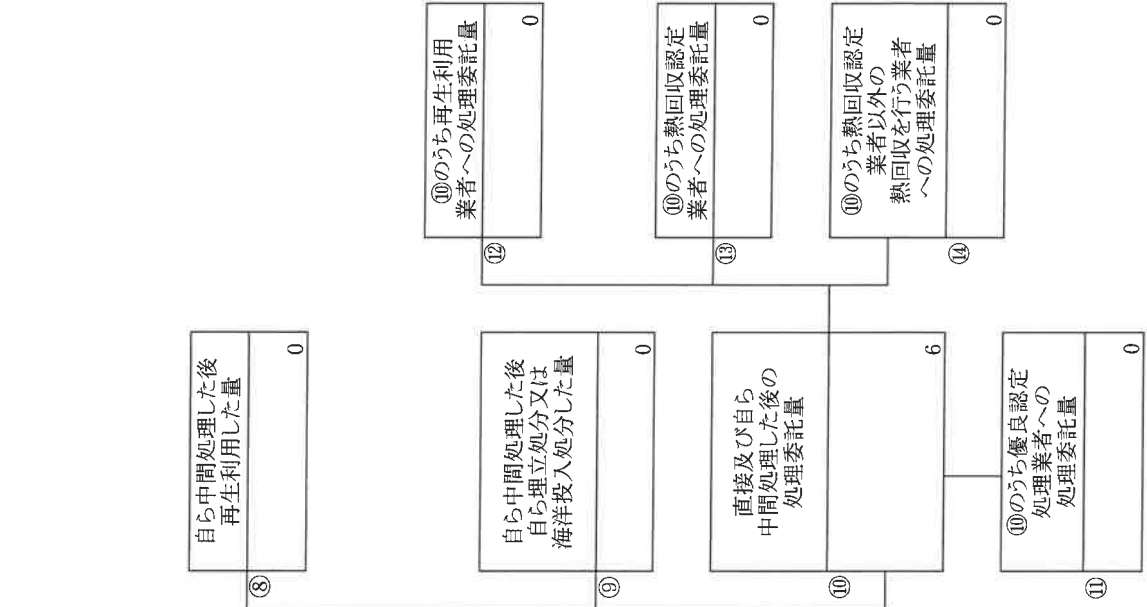 ⑧
自ら中間処理した後
再生利用した量
0
⑨
自ら中間処理した後
自ら埋立処分又は
海洋投入処分した量
0
⑩
直接及び自ら
中間処理した後の
処理委託量
6
⑪
⑩のうち優良認定
処理業者への
処理委託量
0
⑫
⑩のうち再生利用
業者への処理委託量
0
⑬
⑩のうち熱回収認定
業者への処理委託量
0
⑭
⑩のうち熱回収認定
業者以外の
熱回収を行う業者
への処理委託量
0